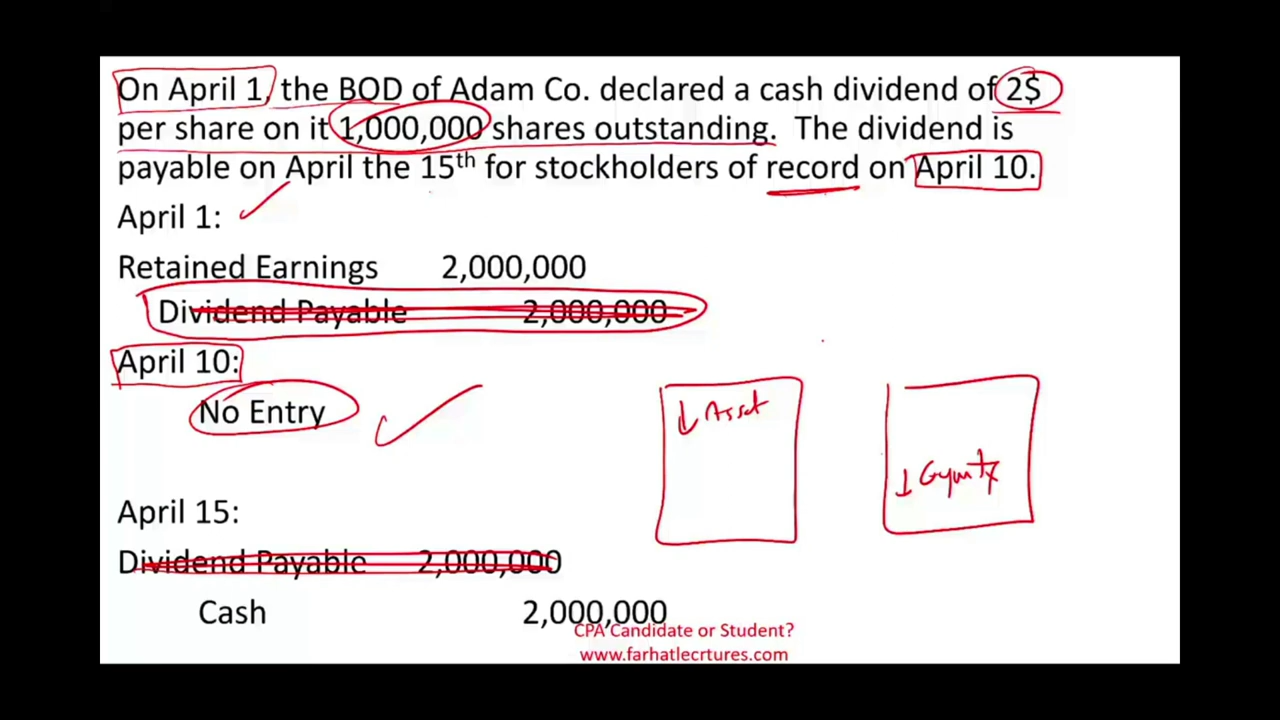 On April 1, the BOD of Adam Co. declared a cash dividend of 2$
per share on it 1,000,000 shares outstanding. The dividend is
payable on April the 15th for stockholders of record on April 10.
April 1:
Retained Earnings 2,000,000
Dividend Payable 2,000,000
April 10:
No Entry
↓ Asset
↓ Equity
April 15:
Dividend Payable 2,000,000
Cash 2,000,000
CPA Candidate or Student?
www.farhatlecrtures.com